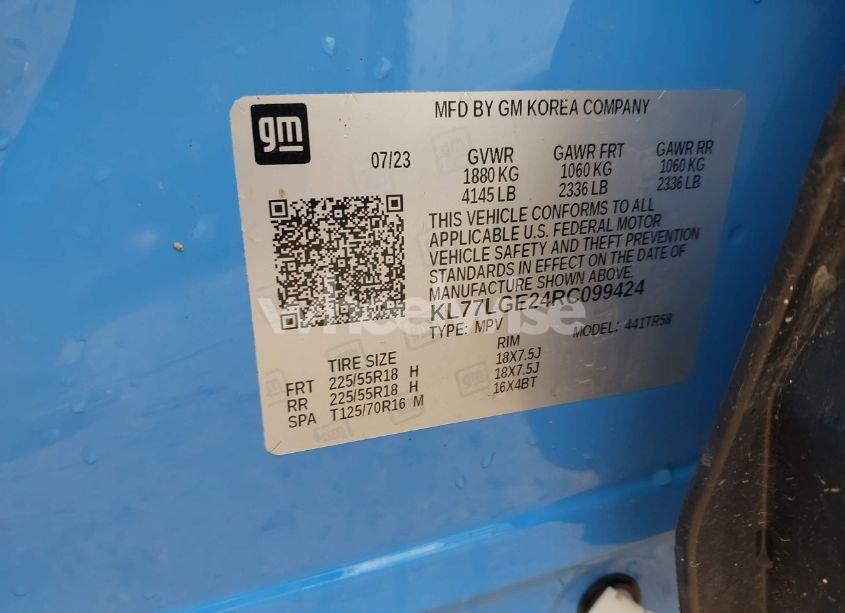 gm
MFD BY GM KOREA COMPANY
07/23 GVWR GAWR FRT GAWR RR
1880 KG 1060 KG 1060 KG
4145 LB 2336 LB 2336 LB
THIS VEHICLE CONFORMS TO ALL
APPLICABLE U.S. FEDERAL MOTOR
VEHICLE SAFETY AND THEFT PREVENTION
STANDARDS IN EFFECT ON THE DATE OF
MANUFACTURE SHOWN ABOVE.
KL77LGE24RC099424
TYPE: MPV MODEL: 441TR58
TIRE SIZE RIM
FRT 225/55R18 H 18X7.5J
RR 225/55R18 H 18X7.5J
SPA T125/70R16 M 16X4BT